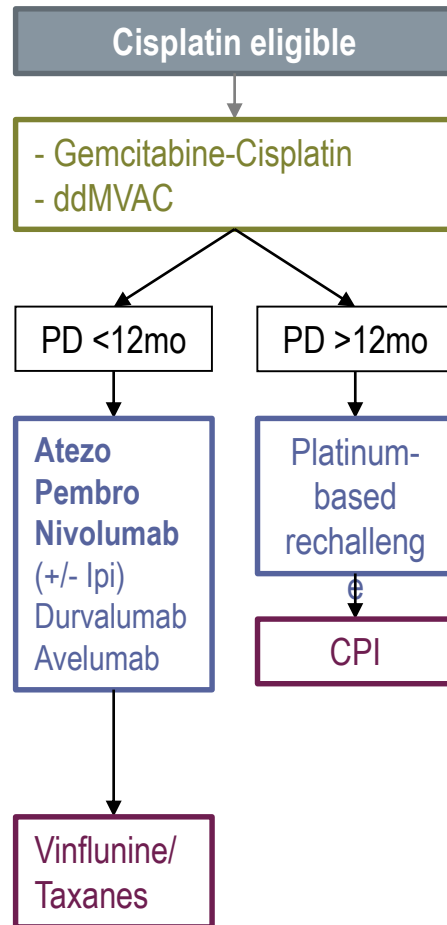 Cisplatin eligible
- Gemcitabine-Cisplatin
- ddMVAC
PD <12mo
PD >12mo
Atezo
Pembro
Nivolumab
(+/- Ipi)
Durvalumab
Avelumab
Platinum-
based
rechalleng
e
CPI
Vinflunine/
Taxanes